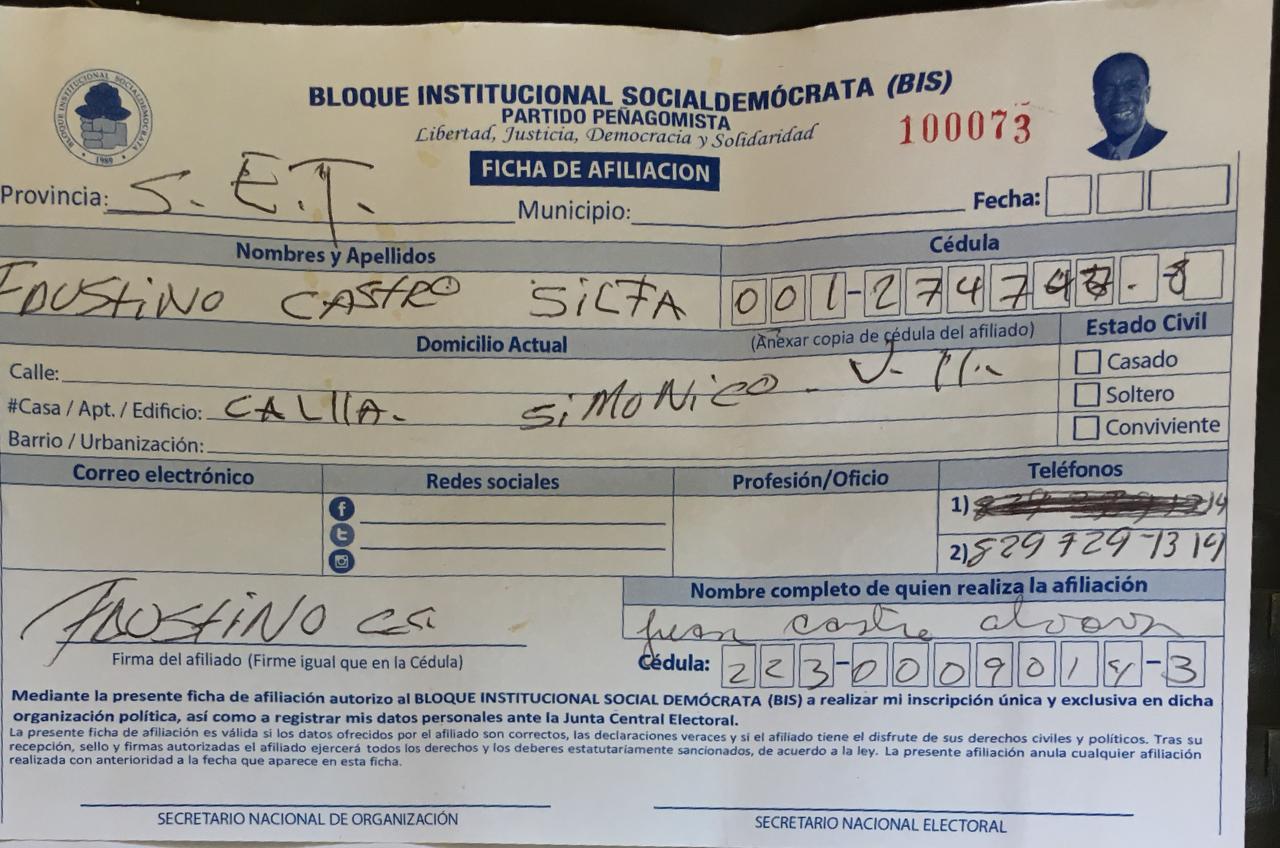 BLOQUE INSTITUCIONAL SOCIALDEMÓCRATA (BIS)
PARTIDO PEÑAGOMISTA
Libertad, Justicia, Democracia y Solidaridad
100073
BLOQUE INSTITUCIONAL SOCIALDEMÓCRATA
1989
FICHA DE AFILIACION
Provincia: S. E.T. Municipio: Fecha:
Nombres y Apellidos Cédula
FAUSTINO CASTRO SILFA 001-2747
Domicilio Actual (Anexar copia de cédula del afiliado) Estado Civil
Calle: Casado
#Casa / Apt. / Edificio: CALLLA. SiMONICO - V. Soltero
Barrio / Urbanización: Conviviente
Correo electrónico Redes sociales Profesión/Oficio Teléfonos
1)
2) 829 729-1314
Nombre completo de quien realiza la afiliación
FAUSTINO juan castro
Firma del afiliado (Firme igual que en la Cédula) Cédula: 223-0009014-3
Mediante la presente ficha de afiliación autorizo al BLOQUE INSTITUCIONAL SOCIAL DEMÓCRATA (BIS) a realizar mi inscripción única y exclusiva en dicha
organización política, así como a registrar mis datos personales ante la Junta Central Electoral.
La presente ficha de afiliación es válida si los datos ofrecidos por el afiliado son correctos, las declaraciones veraces y si el afiliado tiene el disfrute de sus derechos civiles y políticos. Tras su
recepción, sello y firmas autorizadas el afiliado ejercerá todos los derechos y los deberes estatutariamente sancionados, de acuerdo a la ley. La presente afiliación anula cualquier afiliación
realizada con anterioridad a la fecha que aparece en esta ficha.
SECRETARIO NACIONAL DE ORGANIZACIÓN SECRETARIO NACIONAL ELECTORAL